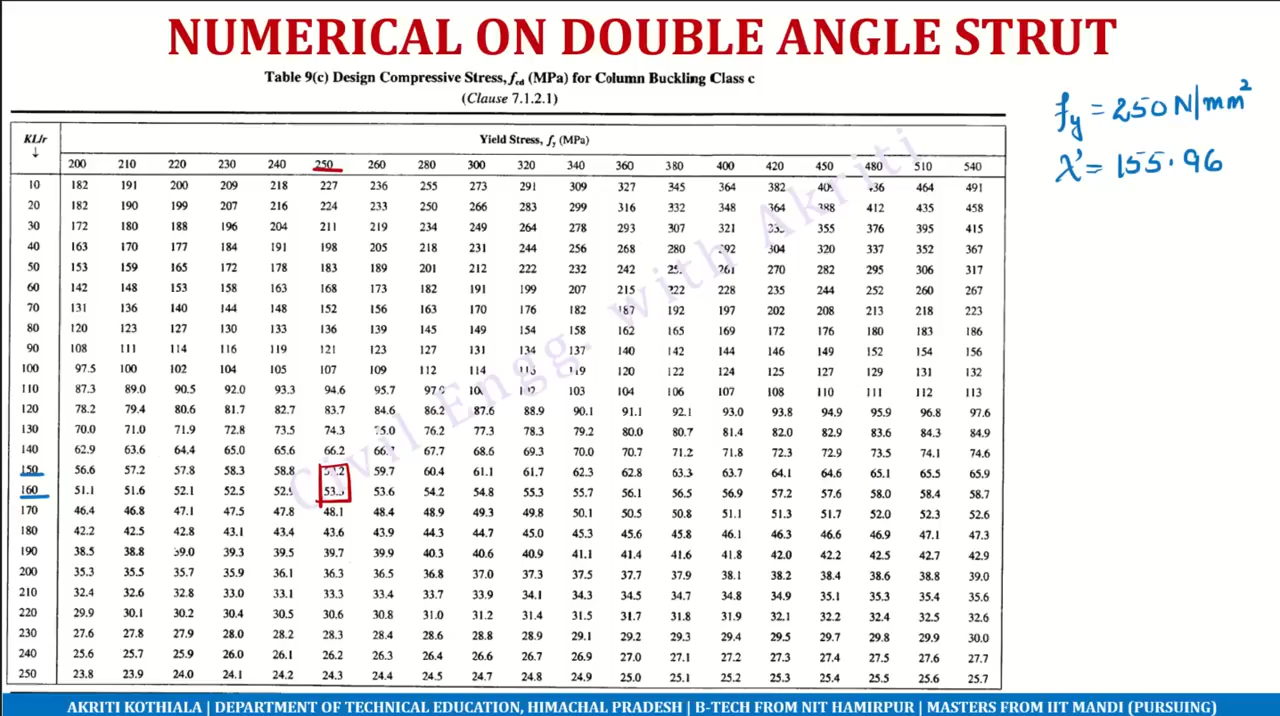 NUMERICAL ON DOUBLE ANGLE STRUT
Table 9(c) Design Compressive Stress, fcd (MPa) for Column Buckling Class c
(Clause 7.1.2.1)
fy = 250 N/mm²
λ' = 155.96
KL/r Yield Stress, fy (MPa)
↓ 200 210 220 230 240 250 260 280 300 320 340 360 380 400 420 450 480 510 540
10 182 191 200 209 218 227 236 255 273 291 309 327 345 364 382 464 491
20 182 190 199 207 216 224 233 250 266 283 299 316 332 348 364 388 412 435 458
30 172 180 188 196 204 211 219 234 249 264 278 293 307 321 355 376 395 415
40 163 170 177 184 191 198 205 218 231 244 256 268 280 292 304 320 337 352 367
50 153 159 165 172 178 183 189 201 212 222 232 242 261 270 282 295 306 317
60 142 148 153 158 163 168 173 182 191 199 207 215 222 228 235 244 252 260 267
70 131 136 140 144 148 152 156 163 170 176 182 187 192 197 202 208 213 218 223
80 120 123 127 130 133 136 139 145 149 154 158 162 165 169 172 176 180 183 186
90 108 111 114 116 119 121 123 127 131 134 137 140 142 144 146 149 152 154 156
100 97.5 100 102 104 105 107 109 112 114 119 120 122 124 125 127 129 131 132
110 87.3 89.0 90.5 92.0 93.3 94.6 95.7 103 104 106 107 108 110 111 112 113
120 78.2 79.4 80.6 81.7 82.7 83.7 84.6 86.2 87.6 88.9 90.1 91.1 92.1 93.0 93.8 94.9 95.9 96.8 97.6
130 70.0 71.0 71.9 72.8 73.5 74.3 75.0 76.2 77.3 78.3 79.2 80.0 80.7 81.4 82.0 82.9 83.6 84.3 84.9
140 62.9 63.6 64.4 65.0 65.6 66.2 67.7 68.6 69.3 70.0 70.7 71.2 71.8 72.3 72.9 73.5 74.1 74.6
150 56.6 57.2 57.8 58.3 58.8 59.7 60.4 61.1 61.7 62.3 62.8 63.3 63.7 64.1 64.6 65.1 65.5 65.9
160 51.1 51.6 52.1 52.5 53.6 54.2 54.8 55.3 55.7 56.1 56.5 56.9 57.2 57.6 58.0 58.4 58.7
170 46.4 46.8 47.1 47.5 47.8 48.1 48.4 48.9 49.3 49.8 50.1 50.5 50.8 51.1 51.3 51.7 52.0 52.3 52.6
180 42.2 42.5 42.8 43.1 43.4 43.6 43.9 44.3 44.7 45.0 45.3 45.6 45.8 46.1 46.3 46.6 46.9 47.1 47.3
190 38.5 38.8 39.0 39.3 39.5 39.7 39.9 40.3 40.6 40.9 41.1 41.4 41.6 41.8 42.0 42.2 42.5 42.7 42.9
200 35.3 35.5 35.7 35.9 36.1 36.3 36.5 36.8 37.0 37.3 37.5 37.7 37.9 38.1 38.2 38.4 38.6 38.8 39.0
210 32.4 32.6 32.8 33.0 33.1 33.3 33.4 33.7 33.9 34.1 34.3 34.5 34.7 34.8 34.9 35.1 35.3 35.4 35.6
220 29.9 30.1 30.2 30.4 30.5 30.6 30.8 31.0 31.2 31.4 31.5 31.7 31.8 31.9 32.1 32.2 32.4 32.5 32.6
230 27.6 27.8 27.9 28.0 28.2 28.3 28.4 28.6 28.8 28.9 29.1 29.2 29.3 29.4 29.5 29.7 29.8 29.9 30.0
240 25.6 25.7 25.9 26.0 26.1 26.2 26.3 26.4 26.6 26.7 26.9 27.0 27.1 27.2 27.3 27.4 27.5 27.6 27.7
250 23.8 23.9 24.0 24.1 24.2 24.3 24.4 24.5 24.7 24.8 24.9 25.0 25.1 25.2 25.3 25.4 25.5 25.6 25.7
Civil Engg. with Akriti
AKRITI KOTHIALA | DEPARTMENT OF TECHNICAL EDUCATION, HIMACHAL PRADESH | B-TECH FROM NIT HAMIRPUR | MASTERS FROM IIT MANDI (PURSUING)